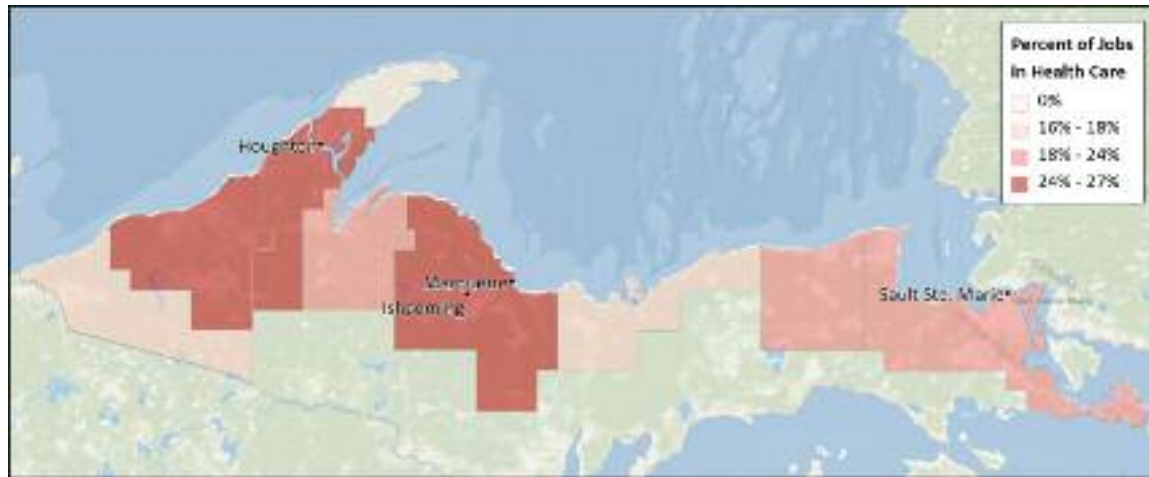 Percent of Jobs
in Health Care
0%
16% - 18%
18% - 24%
24% - 27%
Houghton
Marquette
Ishpeming
Sault Ste. Marie